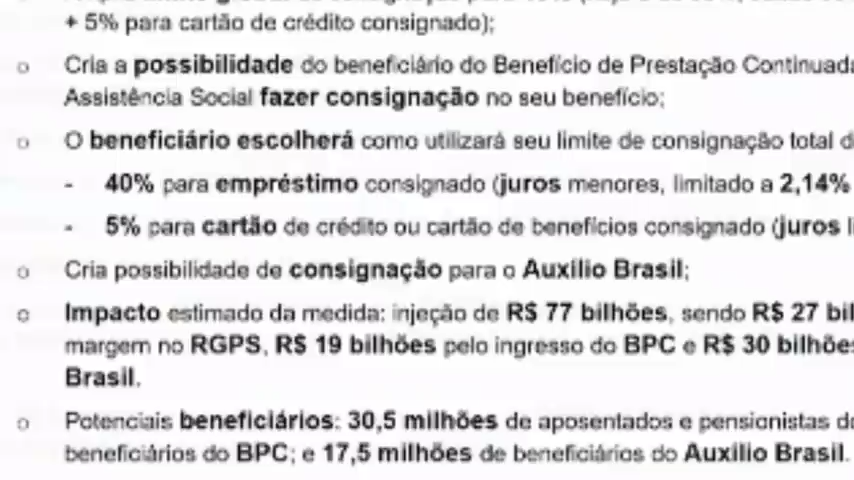 + 5% para cartão de crédito consignado);
o Cria a possibilidade do beneficiário do Benefício de Prestação Continuada
Assistência Social fazer consignação no seu benefício;
o O beneficiário escolherá como utilizará seu limite de consignação total
- 40% para empréstimo consignado (juros menores, limitado a 2,14%
- 5% para cartão de crédito ou cartão de benefícios consignado (juros
o Cria possibilidade de consignação para o Auxílio Brasil;
o Impacto estimado da medida: injeção de R$ 77 bilhões, sendo R$ 27
margem no RGPS, R$ 19 bilhões pelo ingresso do BPC e R$ 30 bilhões
Brasil.
o Potenciais beneficiários: 30,5 milhões de aposentados e pensionistas
beneficiários do BPC; e 17,5 milhões de beneficiários do Auxílio Brasil.